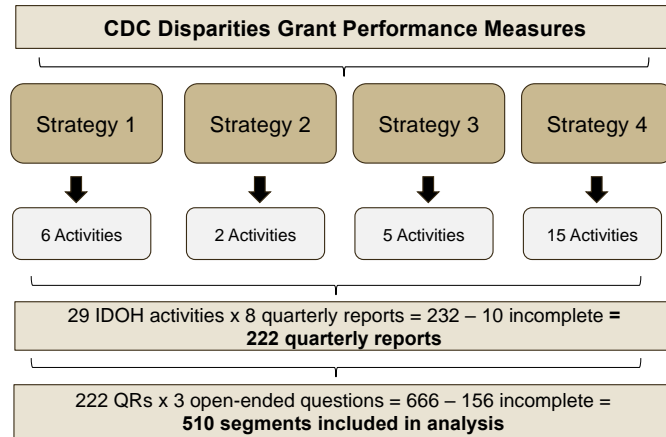 CDC Disparities Grant Performance Measures
Strategy 1
Strategy 2
Strategy 3
Strategy 4
6 Activities
2 Activities
5 Activities
15 Activities
29 IDOH activities x 8 quarterly reports = 232 – 10 incomplete =
222 quarterly reports
222 QRs x 3 open-ended questions = 666 – 156 incomplete =
510 segments included in analysis